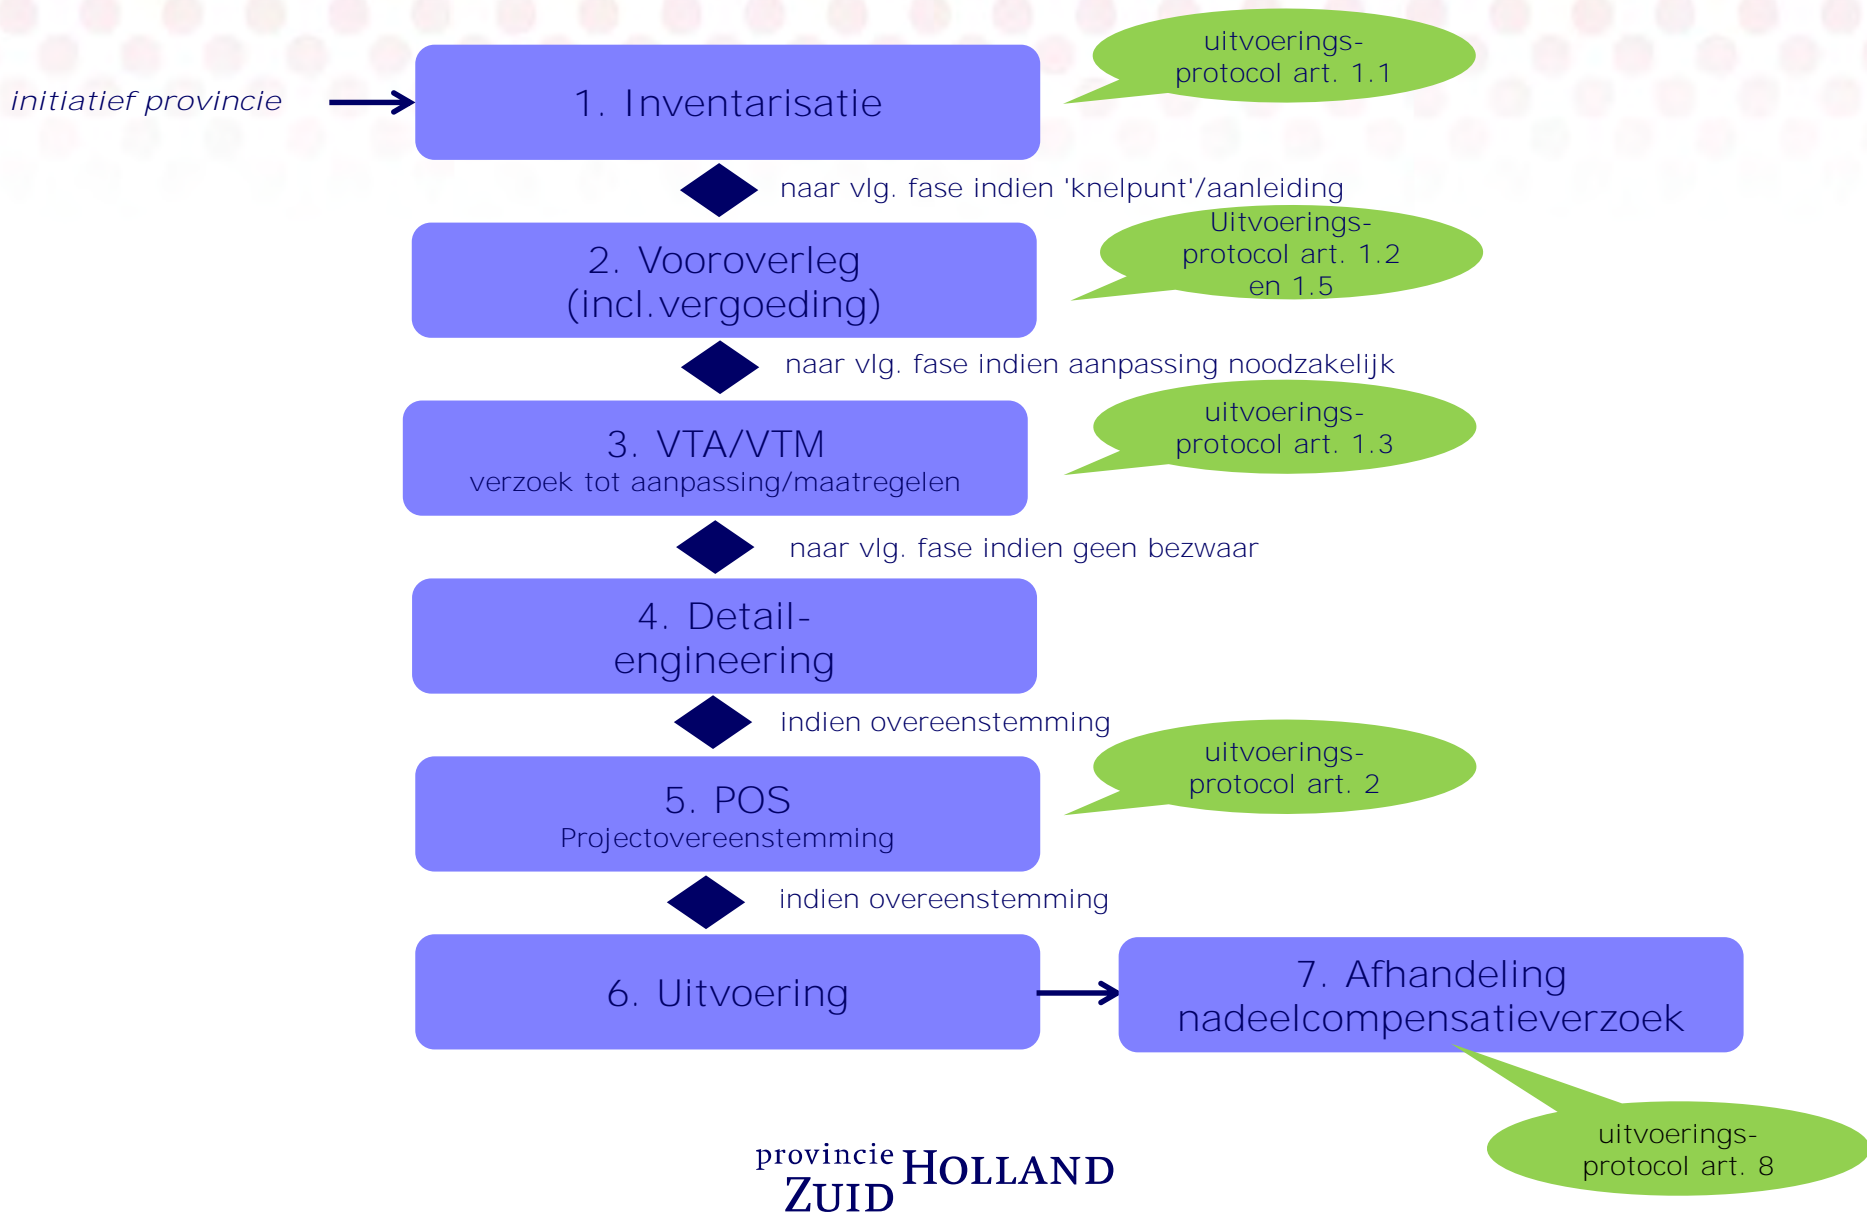 uitvoerings-
protocol art. 1.1
initiatief provincie
1. Inventarisatie
naar vlg. fase indien 'knelpunt'/aanleiding
Uitvoerings-
protocol art. 1.2
en 1.5
2. Vooroverleg
(incl.vergoeding)
naar vlg. fase indien aanpassing noodzakelijk
uitvoerings-
protocol art. 1.3
3. VTA/VTM
verzoek tot aanpassing/maatregelen
naar vlg. fase indien geen bezwaar
4. Detail-
engineering
indien overeenstemming
uitvoerings-
protocol art. 2
5. POS
Projectovereenstemming
indien overeenstemming
6. Uitvoering
7. Afhandeling
nadeelcompensatieverzoek
uitvoerings-
protocol art. 8
provincie HOLLAND
ZUID